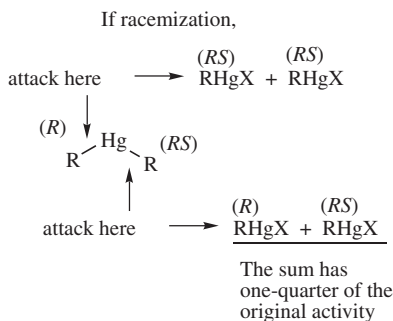 If racemization,
(RS) (RS)
attack here RHgX + RHgX
(R) Hg (RS)
R R
(R) (RS)
attack here RHgX + RHgX
The sum has
one-quarter of the
original activity